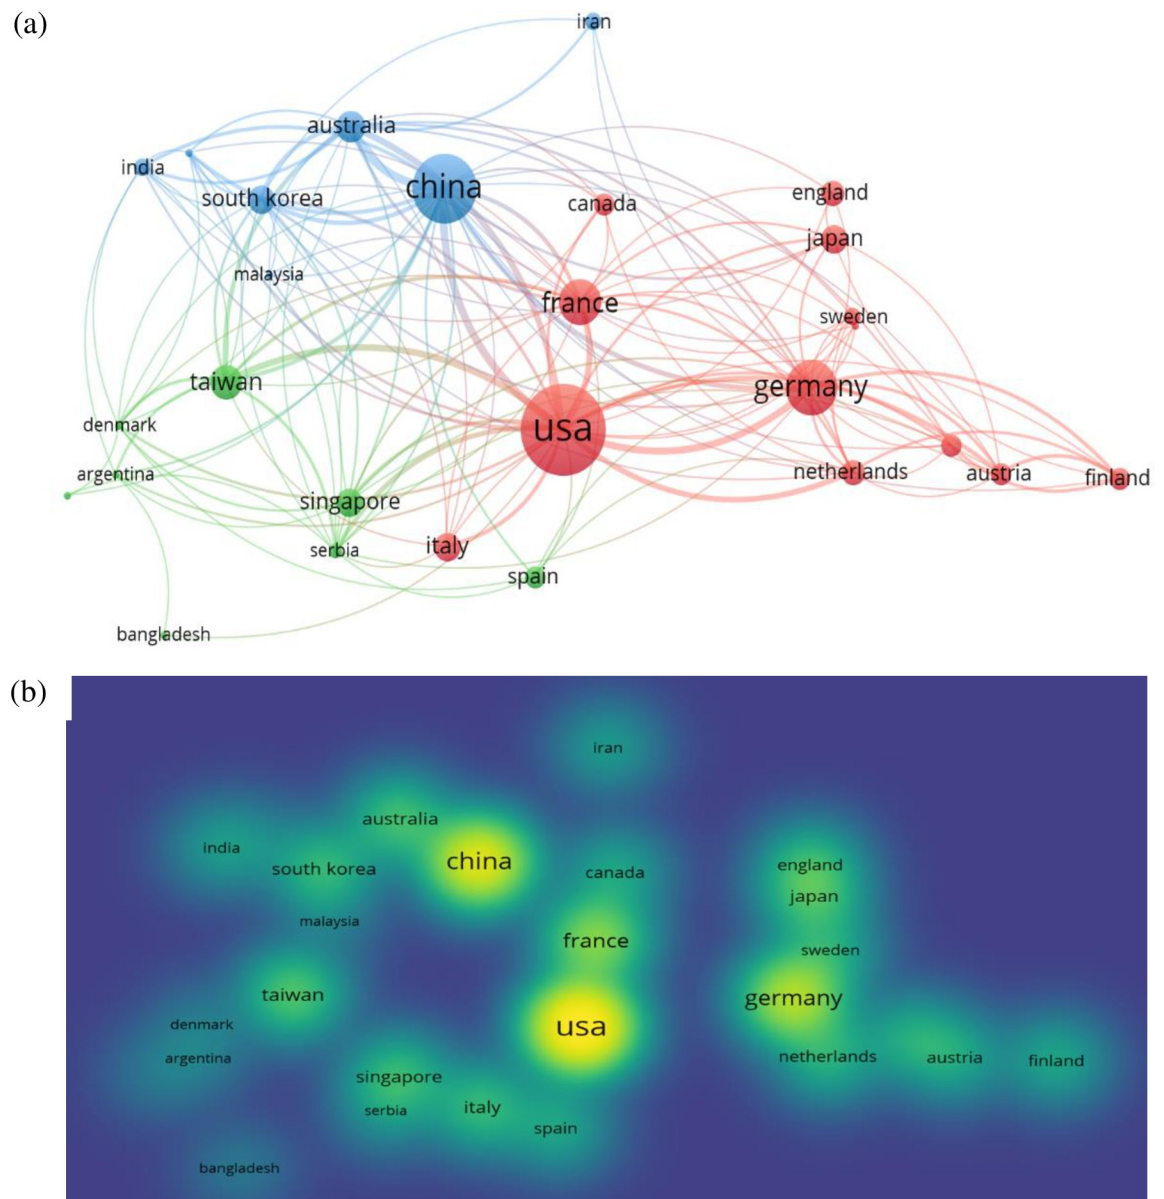 (a)
iran
australia
india
china
south korea
canada
england
japan
malaysia
france
sweden
taiwan
germany
denmark
usa
argentina
netherlands
austria
finland
singapore
serbia
italy
spain
bangladesh
(b)
iran
australia
india
china
south korea
canada
england
japan
malaysia
france
sweden
taiwan
germany
denmark
usa
argentina
netherlands
austria
finland
singapore
serbia
italy
spain
bangladesh